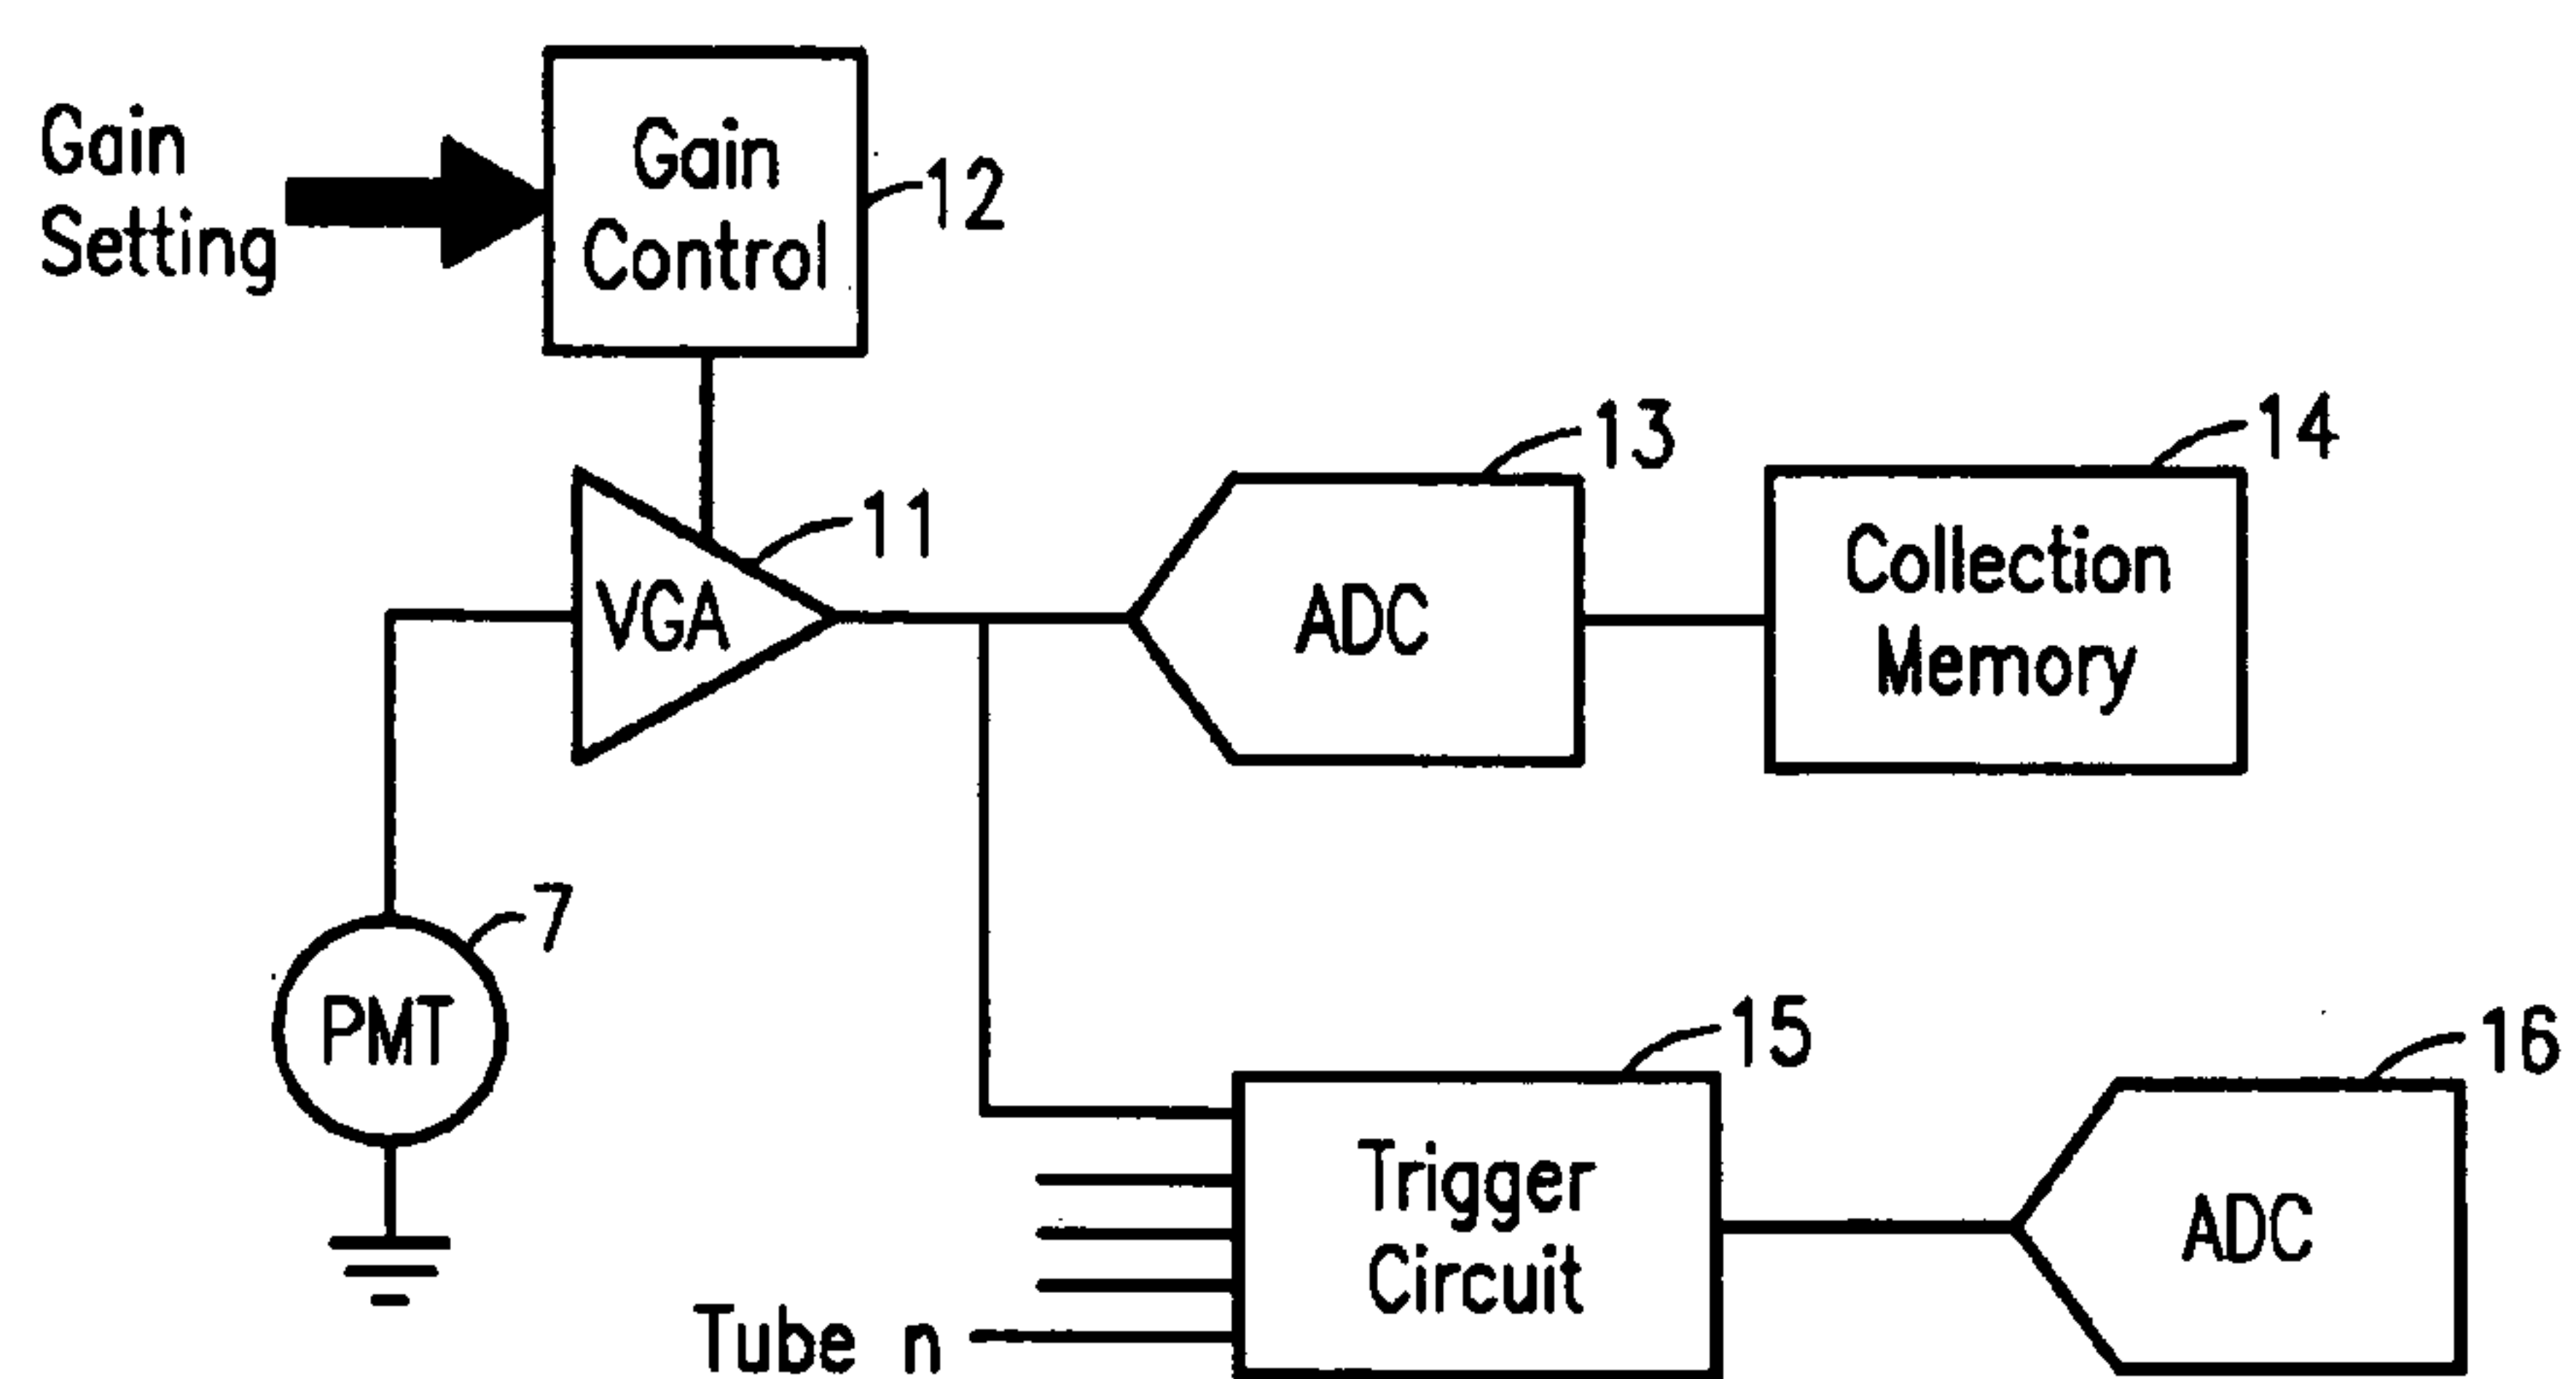 Gain
Setting
Gain
Control
12
VGA
11
ADC
13
Collection
Memory
14
PMT
7
Tube n
Trigger
Circuit
15
ADC
16